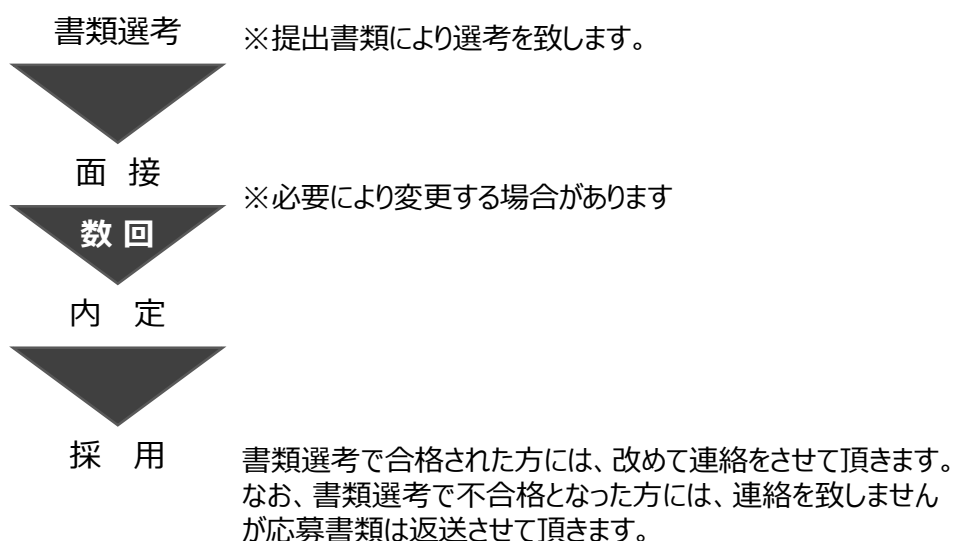 書類選考
※提出書類により選考を致します。
面 接
※必要により変更する場合があります
数 回
内 定
採 用
書類選考で合格された方には、改めて連絡をさせて頂きます。
なお、書類選考で不合格となった方には、連絡を致しません
が応募書類は返送させて頂きます。